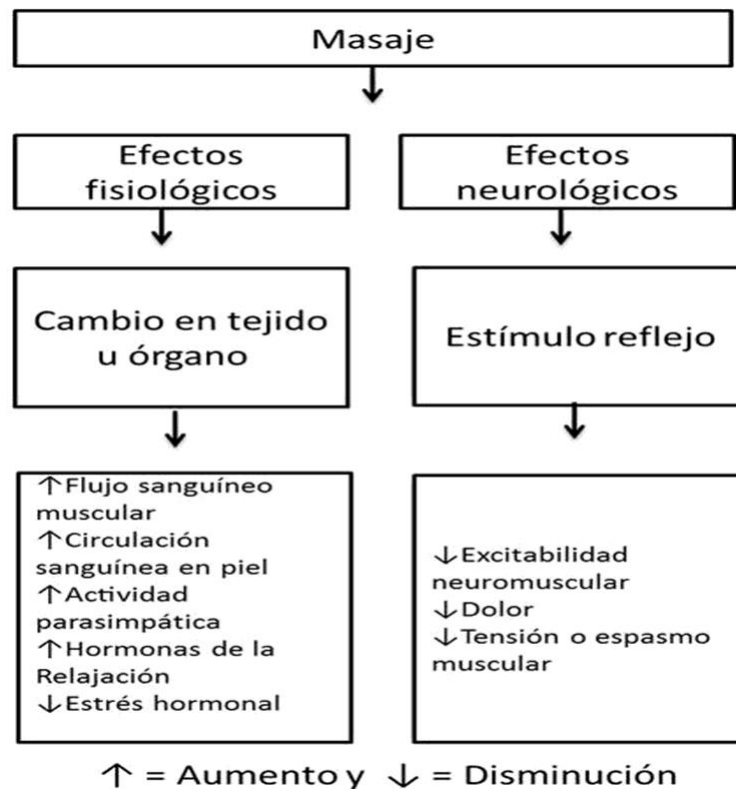 Masaje
Efectos
fisiológicos
Efectos
neurológicos
Cambio en tejido
u órgano
Estímulo reflejo
↑Flujo sanguíneo
muscular
↑Circulación
sanguínea en piel
↑Actividad
parasimpática
↑Hormonas de la
Relajación
↓Estrés hormonal
↓Excitabilidad
neuromuscular
↓Dolor
↓Tensión o espasmo
muscular
↑ = Aumento y ↓ = Disminución